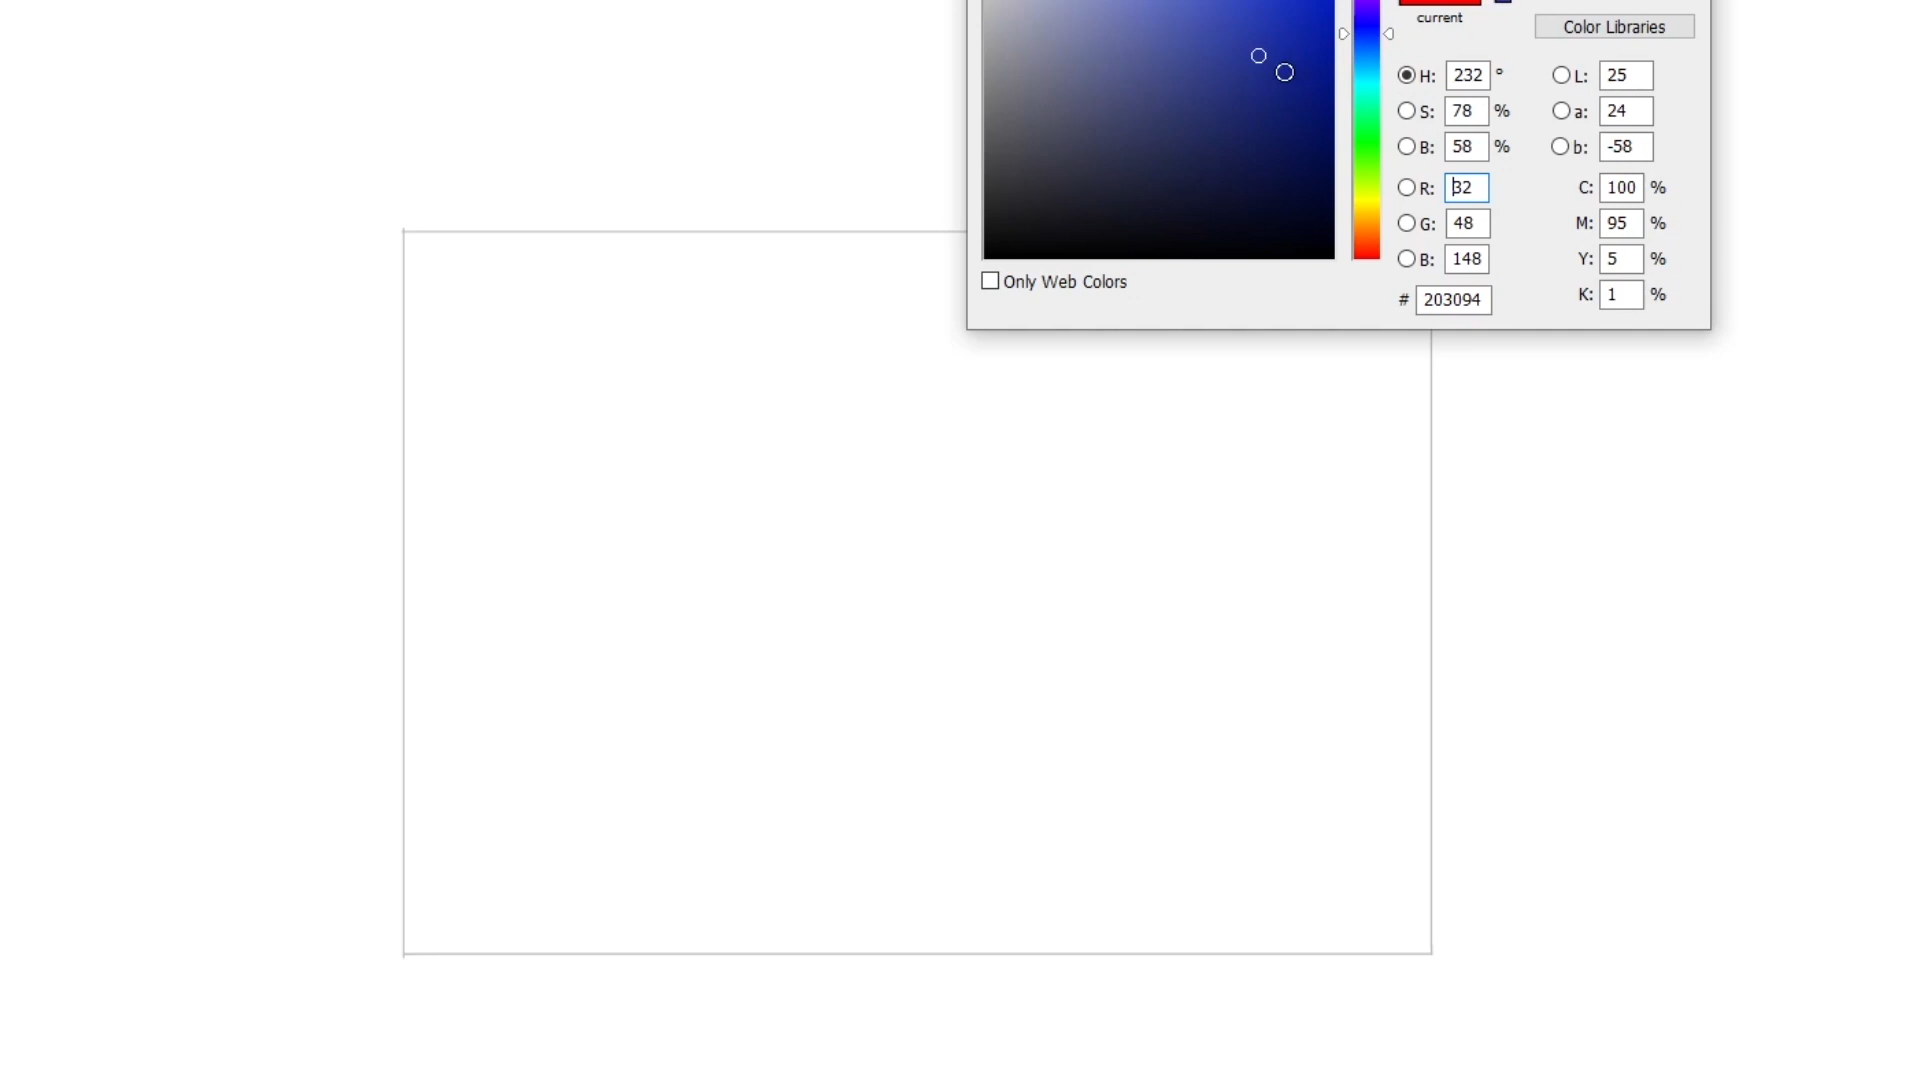 current
Color Libraries
H: 232 °
L: 25
S: 78 %
a: 24
B: 58 %
b: -58
R: 32
C: 100 %
G: 48
M: 95 %
B: 148
Y: 5 %
# 203094
K: 1 %
Only Web Colors